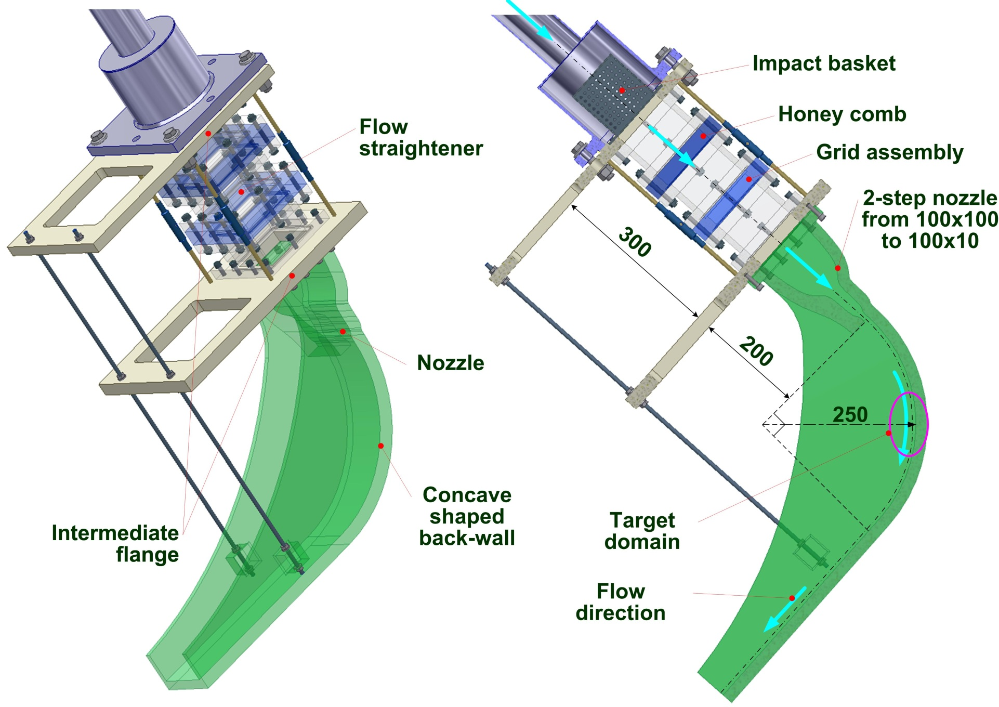 Impact basket
Honey comb
Flow
straightener
Grid assembly
2-step nozzle
from 100x100
to 100x10
300
200
Nozzle
250
Concave
shaped
back-wall
Target
domain
Intermediate
flange
Flow
direction